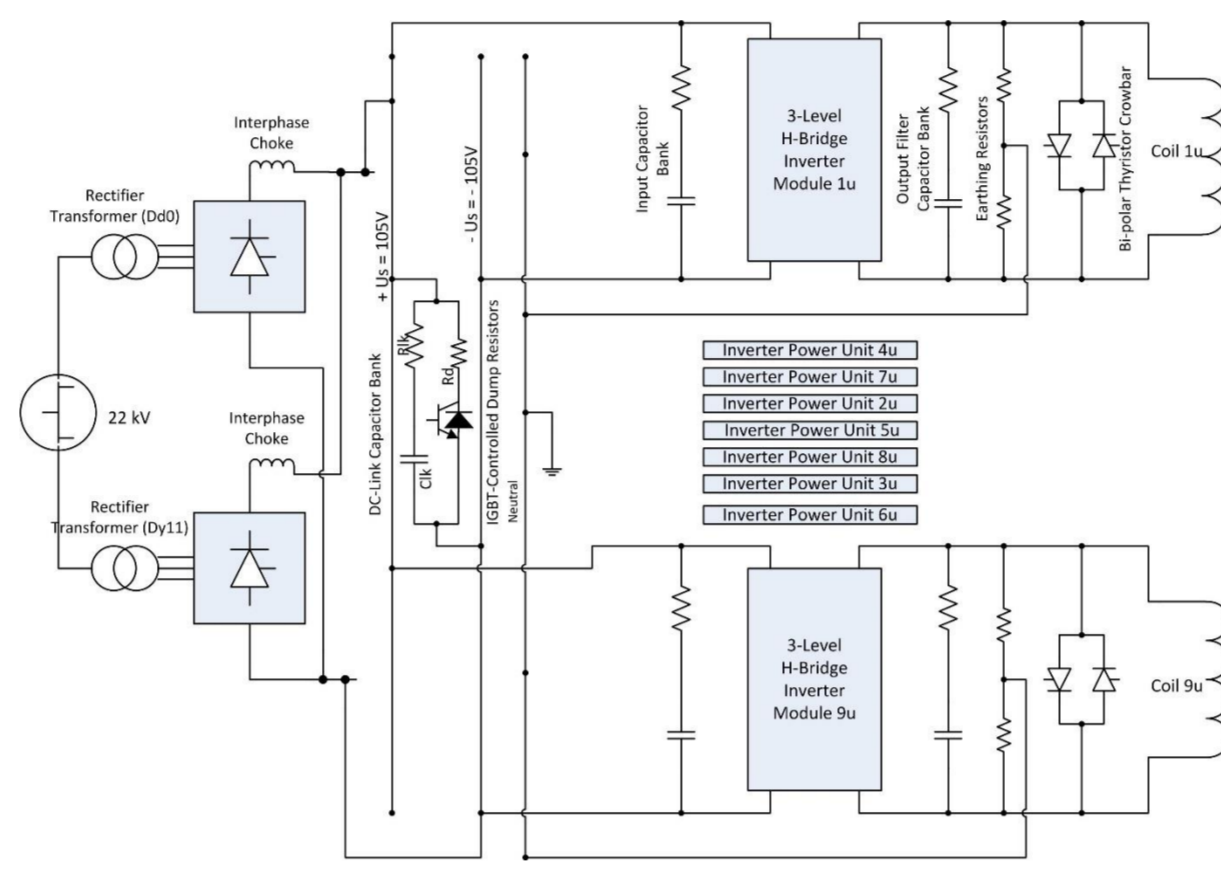 Interphase
Choke
Rectifier
Transformer (Dd0)
22 kV
Interphase
Choke
Rectifier
Transformer (Dy11)
+ Us = 105V
- Us = - 105V
DC-Link Capacitor Bank
Rlk
Clk
Rd
IGBT-Controlled Dump Resistors
Neutral
Input Capacitor
Bank
3-Level
H-Bridge
Inverter
Module 1u
Output Filter
Capacitor Bank
Earthing Resistors
Bi-polar Thyristor Crowbar
Coil 1u
Inverter Power Unit 4u
Inverter Power Unit 7u
Inverter Power Unit 2u
Inverter Power Unit 5u
Inverter Power Unit 8u
Inverter Power Unit 3u
Inverter Power Unit 6u
3-Level
H-Bridge
Inverter
Module 9u
Coil 9u